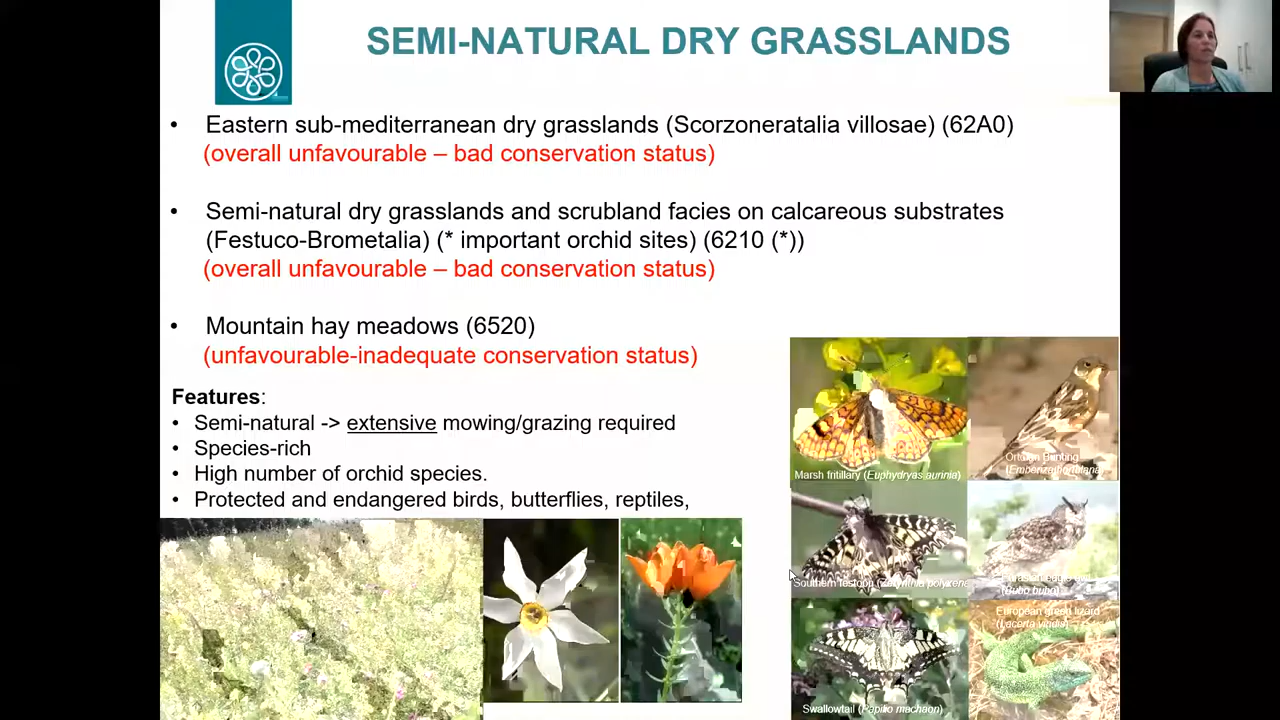 SEMI-NATURAL DRY GRASSLANDS
• Eastern sub-mediterranean dry grasslands (Scorzoneratalia villosae) (62A0)
(overall unfavourable – bad conservation status)
• Semi-natural dry grasslands and scrubland facies on calcareous substrates
(Festuco-Brometalia) (* important orchid sites) (6210 (*))
(overall unfavourable – bad conservation status)
• Mountain hay meadows (6520)
(unfavourable-inadequate conservation status)
Features:
• Semi-natural -> extensive mowing/grazing required
• Species-rich
• High number of orchid species.
• Protected and endangered birds, butterflies, reptiles,
Marsh fritillary (Euphydryas aurinia)
Bunting
Southern festoon
(Bubo bubo)
Swallowtail (Papilio machaon)
European green lizard
(Lacerta viridis)